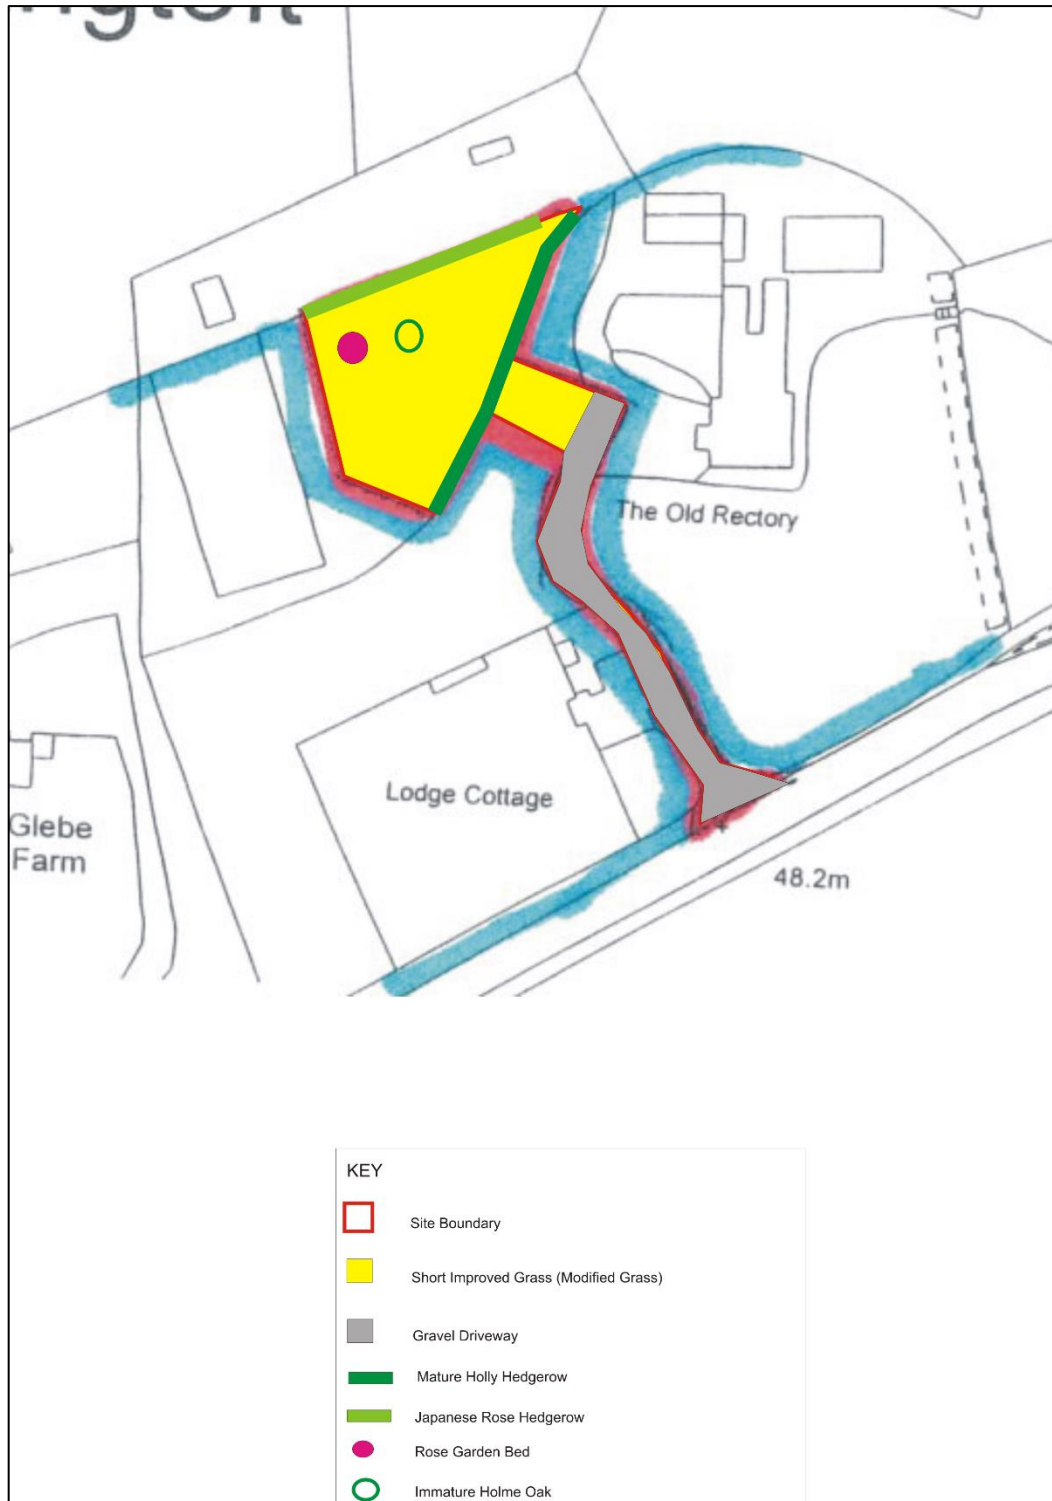 The Old Rectory
Lodge Cottage
Glebe
Farm
48.2m
KEY
Site Boundary
Short Improved Grass (Modified Grass)
Gravel Driveway
Mature Holly Hedgerow
Japanese Rose Hedgerow
Rose Garden Bed
Immature Holme Oak